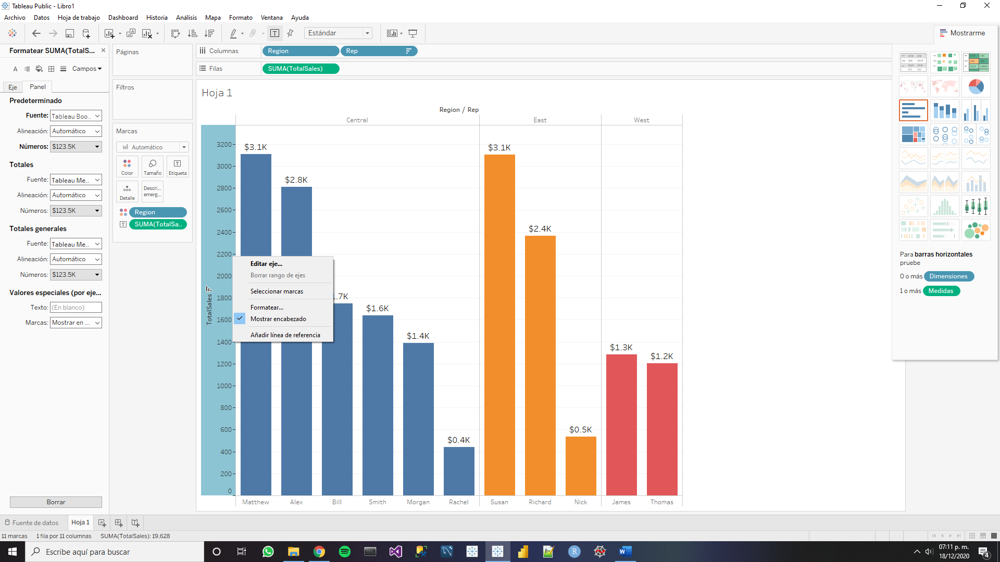 Tableau Public - Libro1
Archivo Datos Hoja de trabajo Dashboard Historia Análisis Mapa Formato Ventana Ayuda
Estándar
Mostrarme
Formatear SUMA(TotalS...
Campos
Eje Panel
Predeterminado
Fuente: Tableau Boo..
Alineación: Automático
Números: $123.5K
Totales
Fuente: Tableau Me..
Alineación: Automático
Números: $123.5K
Totales generales
Fuente: Tableau Me..
Alineación: Automático
Números: $123.5K
Valores especiales (por eje...
Texto: (En blanco)
Marcas: Mostrar en ...
Borrar
Páginas
Filtros
Marcas
Automático
Color Tamaño Etiqueta
Detalle Descri... emerg...
Region
SUMA(TotalSa..
Columnas Region Rep
Filas SUMA(TotalSales)
Hoja 1
Region / Rep
Central East West
3200
3000
2800
2600
2400
2200
2000
1800
1600
1400
1200
1000
800
600
400
200
0
TotalSales
$3.1K
$2.8K
.7K
$1.6K
$1.4K
$0.4K
$3.1K
$2.4K
$0.5K
$1.3K
$1.2K
Editar eje...
Borrar rango de ejes
Seleccionar marcas
Formatear...
Mostrar encabezado
Añadir línea de referencia
Matthew Alex Bill Smith Morgan Rachel Susan Richard Nick James Thomas
Para barras horizontales
pruebe
0 o más Dimensiones
1 o más Medidas
Fuente de datos Hoja 1
11 marcas 1 fila por 11 columnas SUMA(TotalSales): 19,628
Escribe aquí para buscar
07:11 p. m.
18/12/2020
4